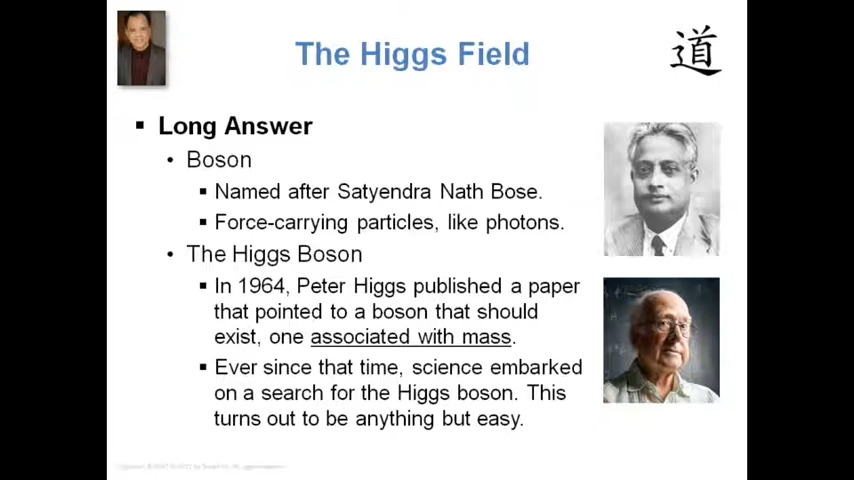 The Higgs Field
道
▪ Long Answer
• Boson
▪ Named after Satyendra Nath Bose.
▪ Force-carrying particles, like photons.
• The Higgs Boson
▪ In 1964, Peter Higgs published a paper
that pointed to a boson that should
exist, one associated with mass.
▪ Ever since that time, science embarked
on a search for the Higgs boson. This
turns out to be anything but easy.